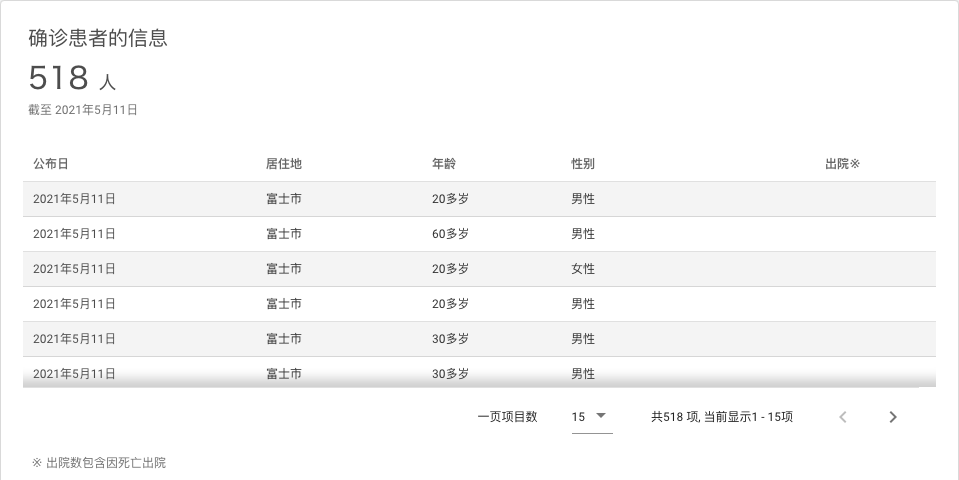 确诊患者的信息
518 人
截至 2021年5月11日
公布日 居住地 年龄 性别 出院※
2021年5月11日 富士市 20多岁 男性
2021年5月11日 富士市 60多岁 男性
2021年5月11日 富士市 20多岁 女性
2021年5月11日 富士市 20多岁 男性
2021年5月11日 富士市 30多岁 男性
2021年5月11日 富士市 30多岁 男性
一页项目数 15 共518 项, 当前显示1 - 15项
※ 出院数包含因死亡出院